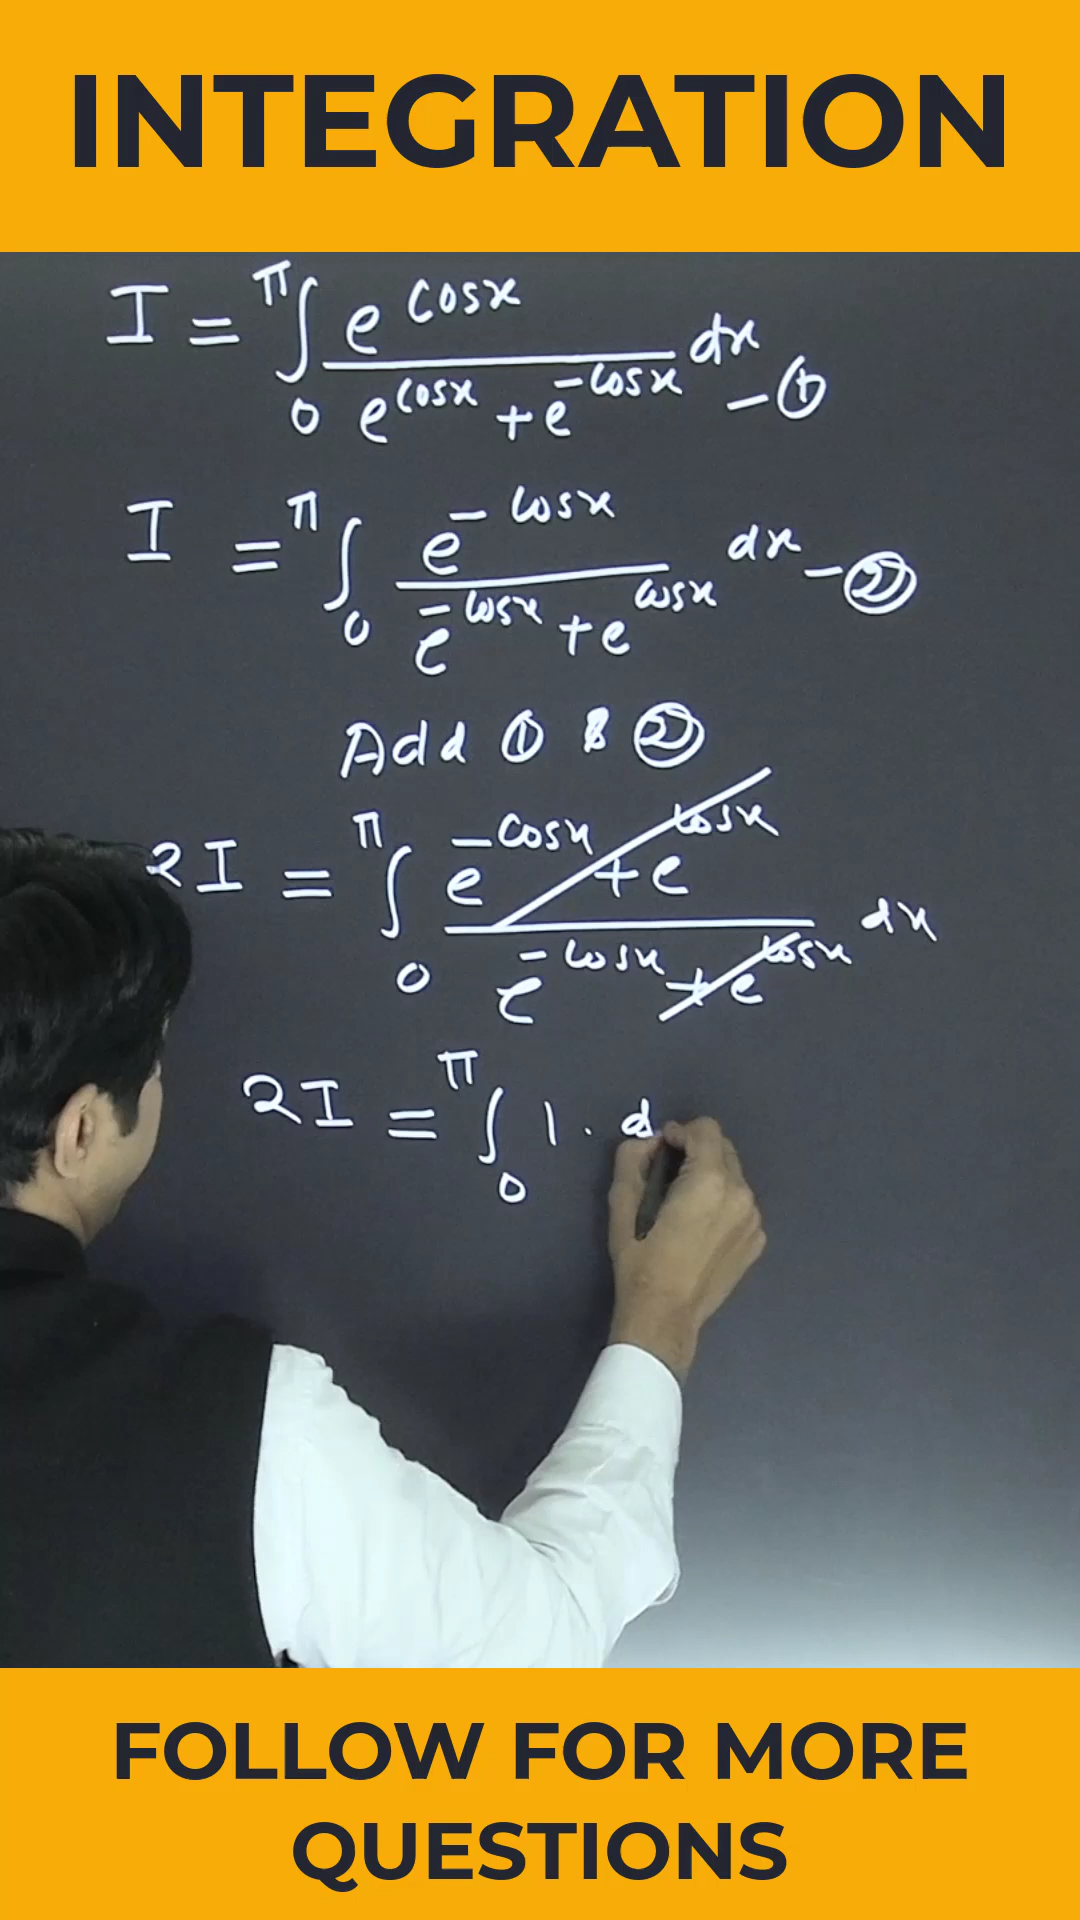 INTEGRATION
I = ∫₀^π e^{cosx} / (e^{cosx} + e^{-cosx}) dx - ①
I = ∫₀^π e^{-cosx} / (e^{-cosx} + e^{cosx}) dx - ②
Add ① & ②
2I = ∫₀^π (e^{-cosx} + e^{cosx}) / (e^{-cosx} + e^{cosx}) dx
2I = ∫₀^π 1. d
FOLLOW FOR MORE
QUESTIONS